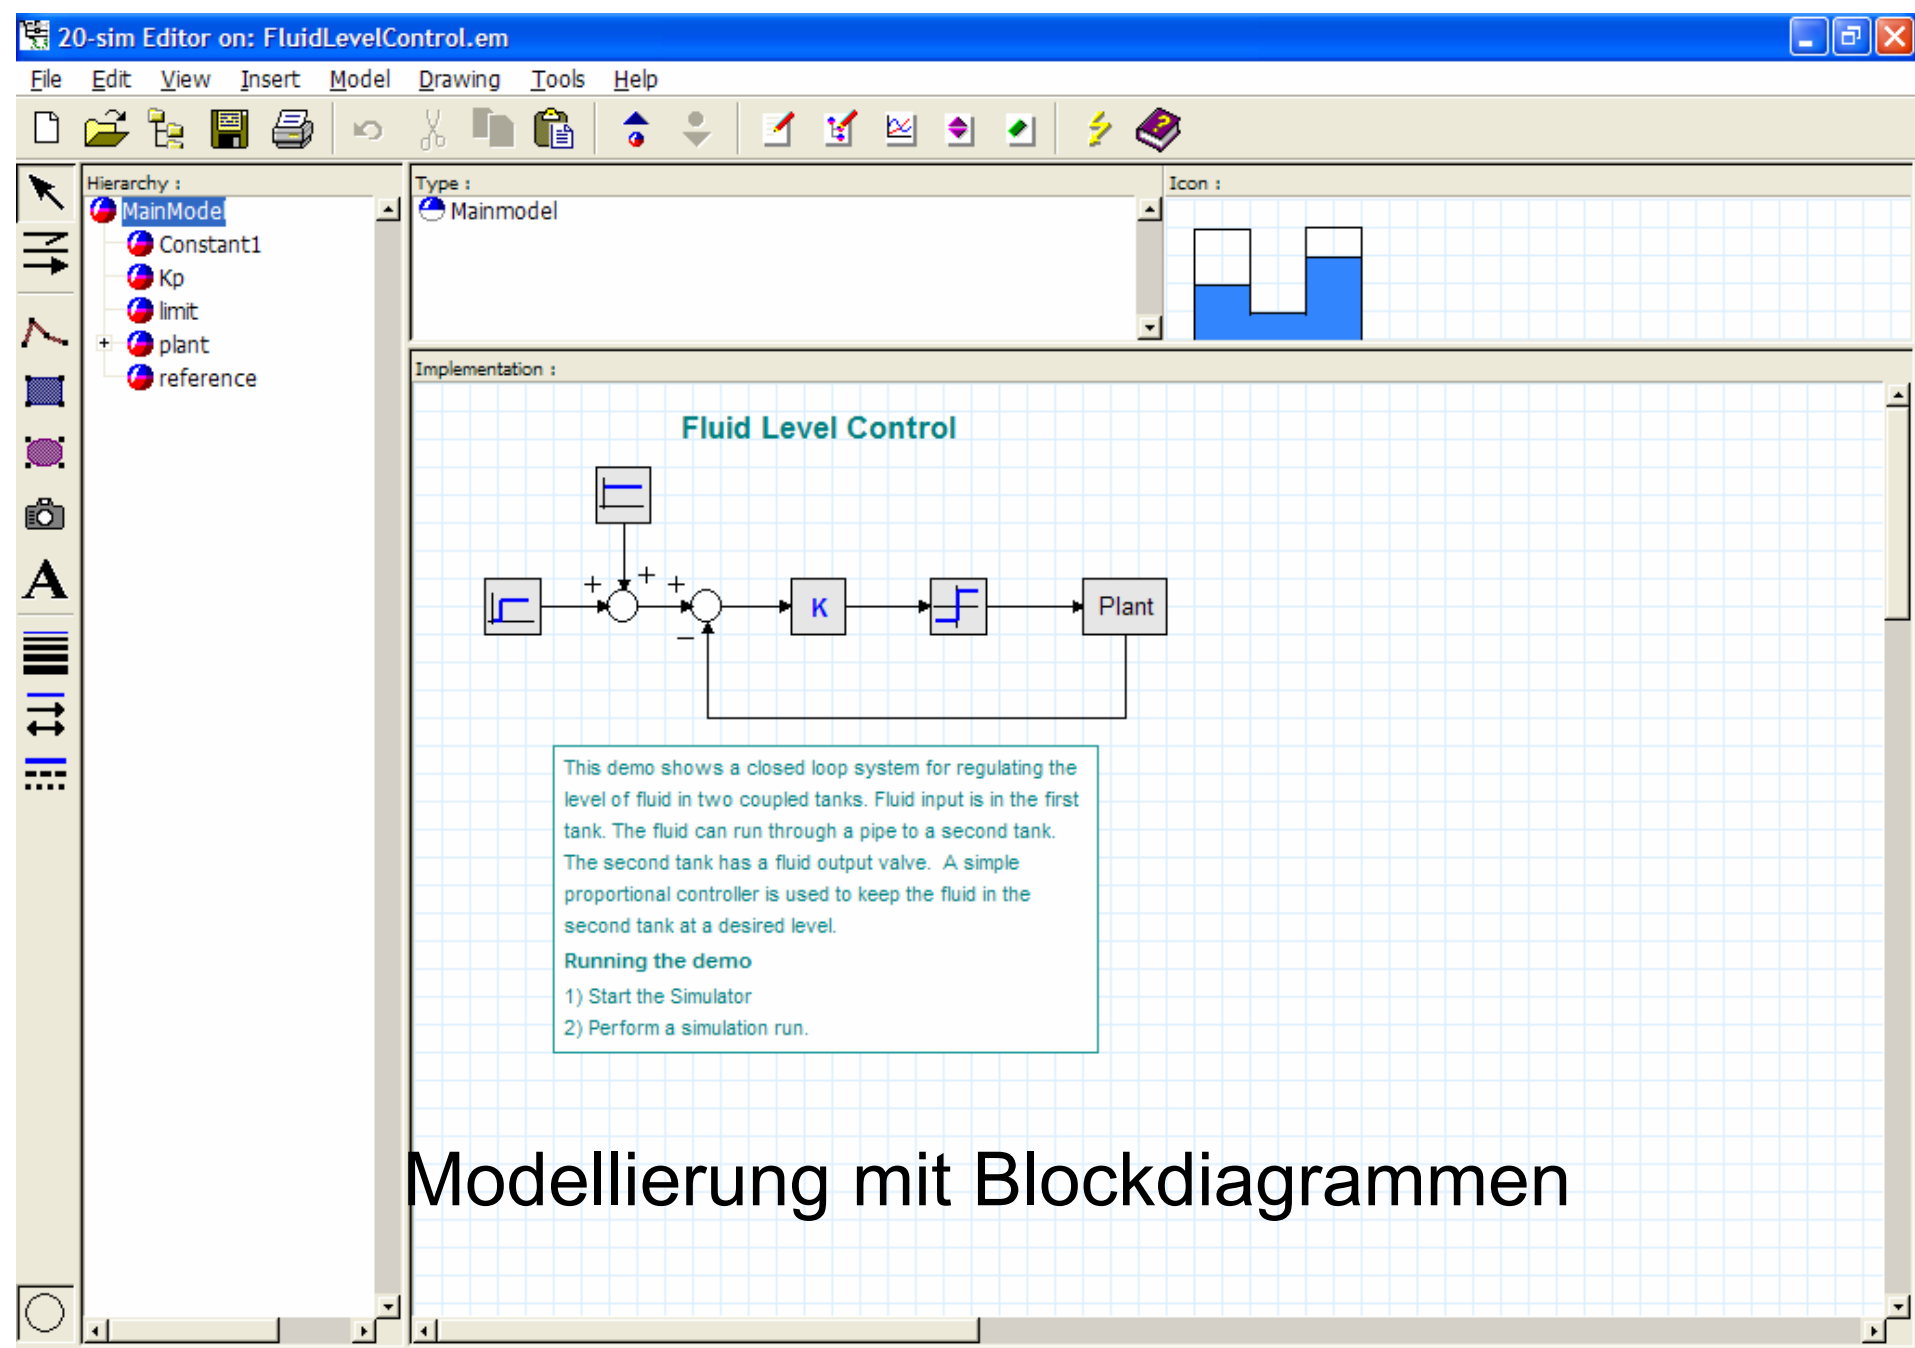 20-sim Editor on: FluidLevelControl.em
File Edit View Insert Model Drawing Tools Help
Hierarchy :
MainModel
Constant1
Kp
limit
plant
reference
Type :
Mainmodel
Icon :
Implementation :
Fluid Level Control
+ + +
K
Plant
−
This demo shows a closed loop system for regulating the
level of fluid in two coupled tanks. Fluid input is in the first
tank. The fluid can run through a pipe to a second tank.
The second tank has a fluid output valve.  A simple
proportional controller is used to keep the fluid in the
second tank at a desired level.
Running the demo
1) Start the Simulator
2) Perform a simulation run.
Modellierung mit Blockdiagrammen
A